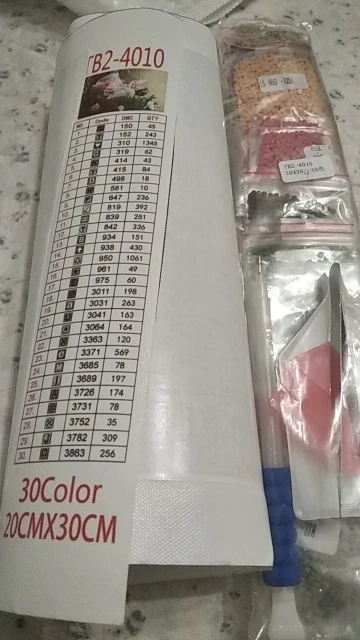 TB2-4010
NO. Code DMC QTY
1. 150 45
2. 152 243
3. 310 1345
4. 319 62
5. 414 43
6. 415 84
7. 498 18
8. 581 10
9. 647 236
10. 819 392
11. 839 251
12. 842 336
13. 934 151
14. 938 430
15. 950 1061
16. 961 49
17. 975 60
18. 3011 198
19. 3031 263
20. 3041 163
21. 3064 164
22. 3363 120
23. 3371 569
24. M 3685 78
25. 3689 197
26. 3726 174
27. 3731 78
28. 3752 35
29. 3782 309
30. 3863 256
30Color
20CMX30CM
TB2-4010